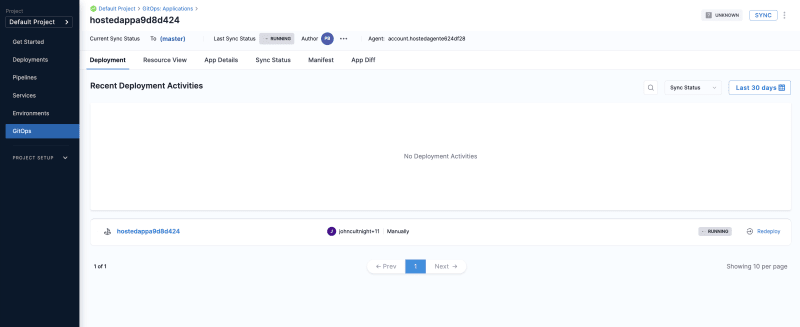 Project
Default Project >
Get Started
Deployments
Pipelines
Services
Environments
GitOps
PROJECT SETUP
Default Project > GitOps: Applications >
hostedappa9d8d424
UNKNOWN
SYNC
Current Sync Status To (master) Last Sync Status RUNNING Author PB ••• Agent: account.hostedagente624df28
Deployment Resource View App Details Sync Status Manifest App Diff
Recent Deployment Activities
Sync Status
Last 30 days
No Deployment Activities
hostedappa9d8d424 J johncultnight+11 Manually RUNNING Redeploy
1 of 1
← Prev 1 Next →
Showing 10 per page